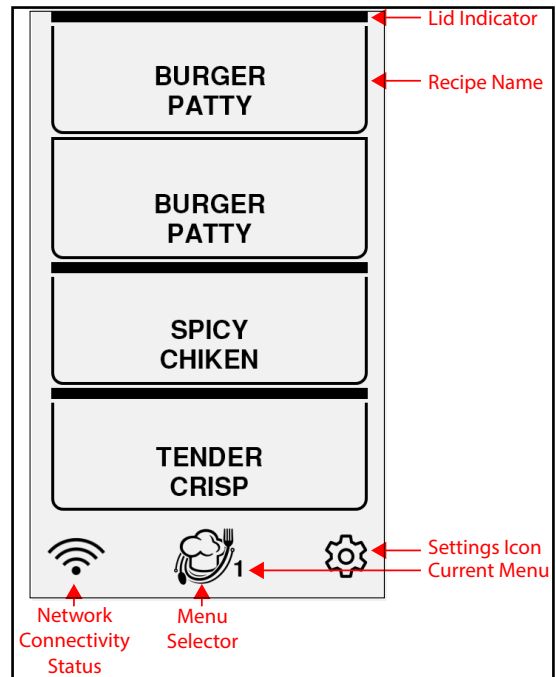 Lid Indicator
BURGER
PATTY
Recipe Name
BURGER
PATTY
SPICY
CHIKEN
TENDER
CRISP
1
Settings Icon
Current Menu
Network
Connectivity
Status
Menu
Selector